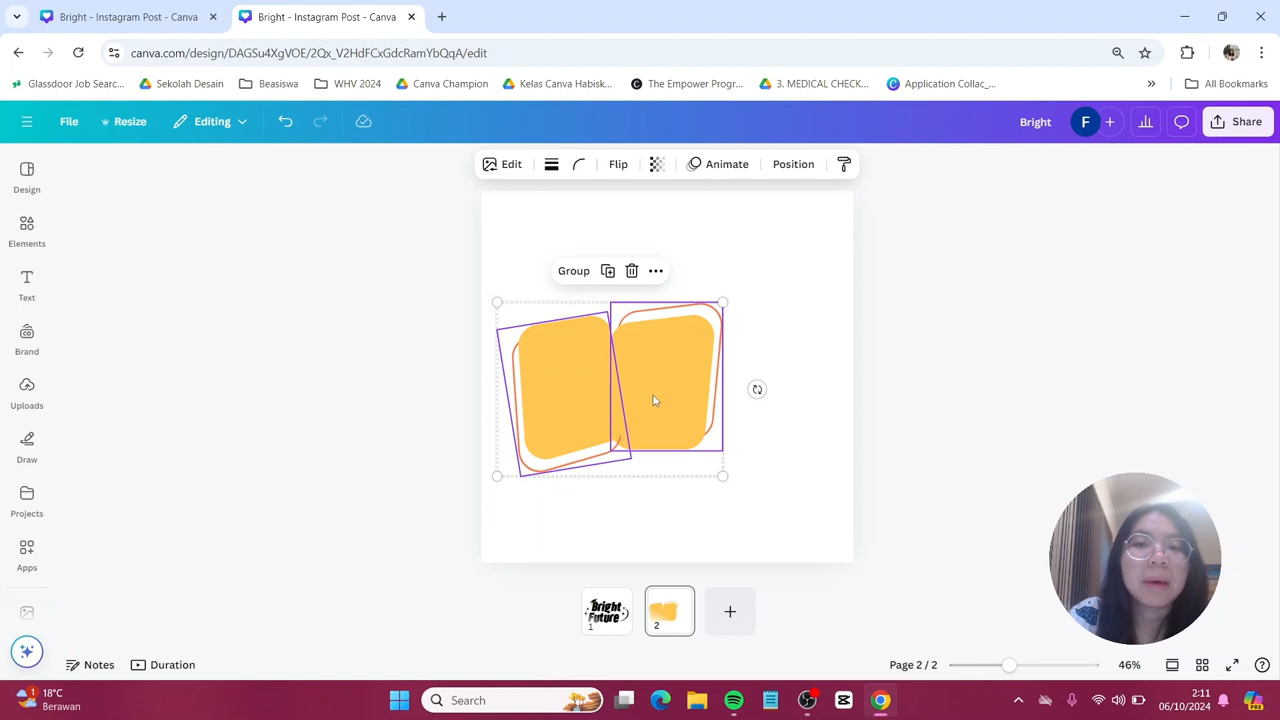 Bright - Instagram Post - Canva
Bright - Instagram Post - Canva
canva.com/design/DAGSu4XgVOE/2Qx_V2HdFCxGdcRamYbQqA/edit
Glassdoor Job Searc...
Sekolah Desain
Beasiswa
WHV 2024
Canva Champion
Kelas Canva Habisk...
The Empower Progr...
3. MEDICAL CHECK...
Application Collac_...
All Bookmarks
File
Resize
Editing
Bright
F
Share
Edit
Flip
Animate
Position
Design
Elements
Text
Brand
Uploads
Draw
Projects
Apps
Group
Bright
Future
1
2
Notes
Duration
Page 2 / 2
46%
1
18°C
Berawan
Search
2:11
06/10/2024